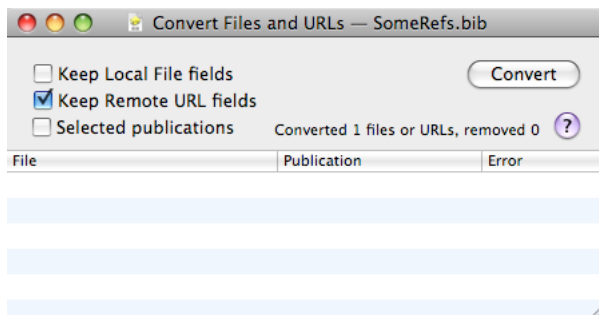 Convert Files and URLs — SomeRefs.bib
Keep Local File fields
Convert
Keep Remote URL fields
Selected publications
Converted 1 files or URLs, removed 0
?
File Publication Error